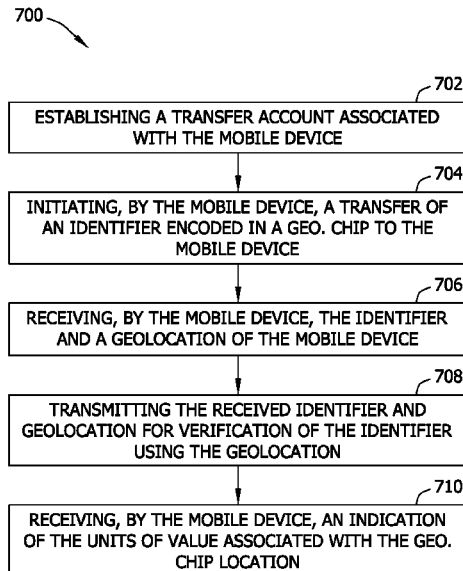 700
702
ESTABLISHING A TRANSFER ACCOUNT ASSOCIATED
WITH THE MOBILE DEVICE
704
INITIATING, BY THE MOBILE DEVICE, A TRANSFER OF
AN IDENTIFIER ENCODED IN A GEO. CHIP TO THE
MOBILE DEVICE
706
RECEIVING, BY THE MOBILE DEVICE, THE IDENTIFIER
AND A GEOLOCATION OF THE MOBILE DEVICE
708
TRANSMITTING THE RECEIVED IDENTIFIER AND
GEOLOCATION FOR VERIFICATION OF THE IDENTIFIER
USING THE GEOLOCATION
710
RECEIVING, BY THE MOBILE DEVICE, AN INDICATION
OF THE UNITS OF VALUE ASSOCIATED WITH THE GEO.
CHIP LOCATION